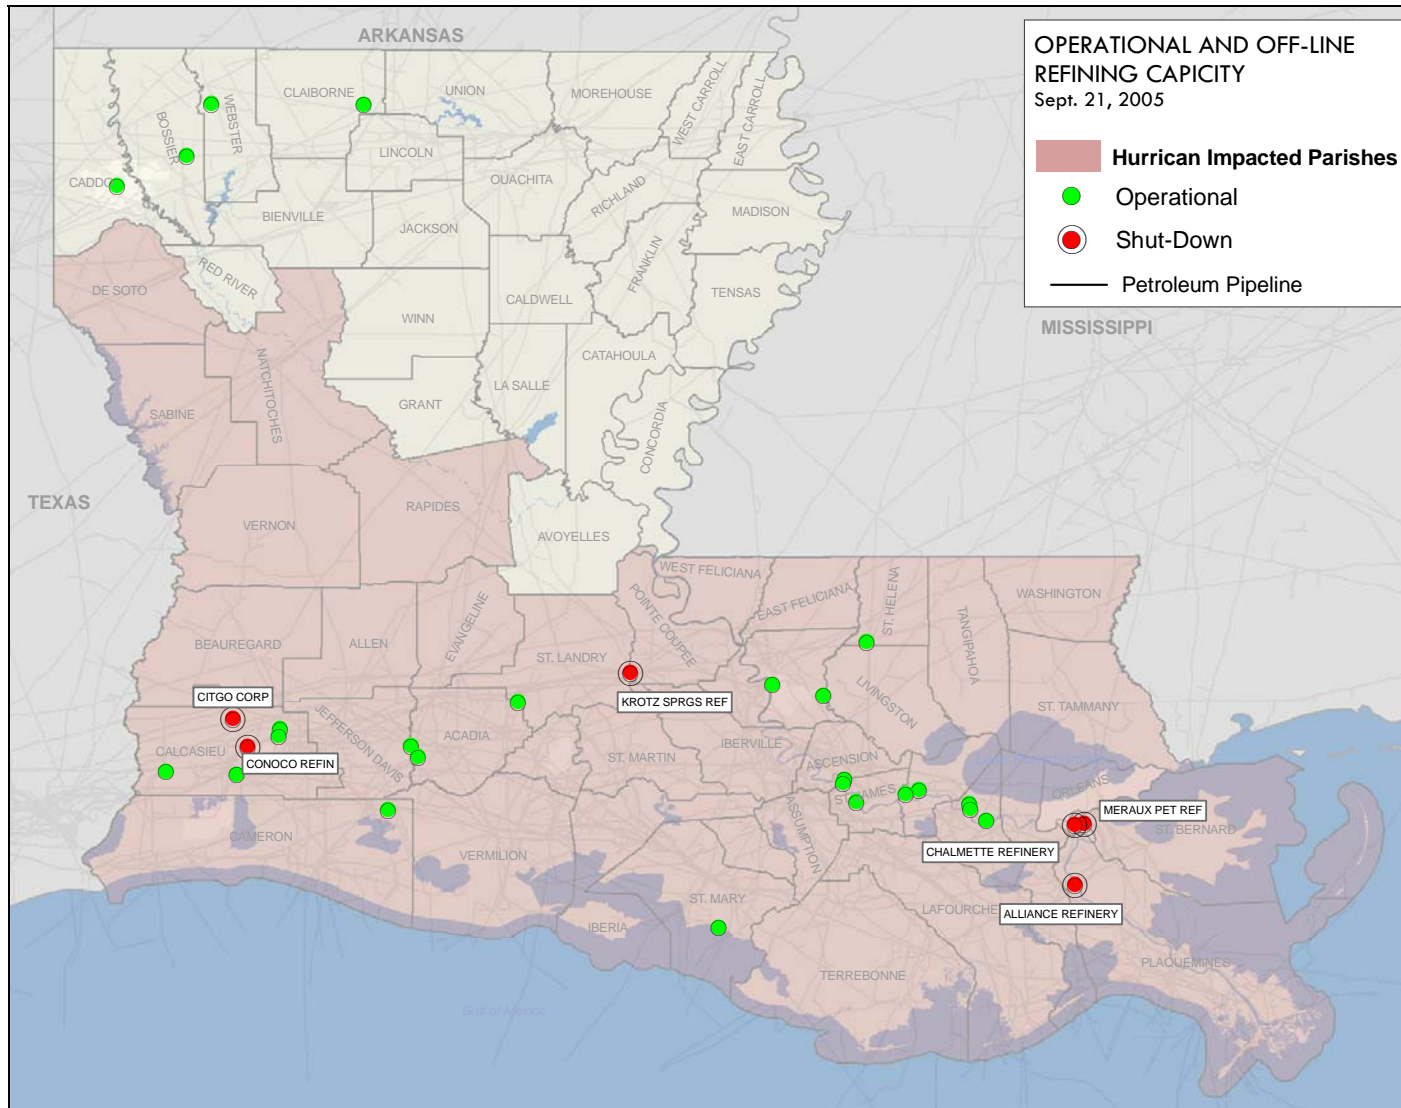 ARKANSAS
OPERATIONAL AND OFF-LINE
REFINING CAPICITY
Sept. 21, 2005
Hurrican Impacted Parishes
Operational
Shut-Down
Petroleum Pipeline
MISSISSIPPI
TEXAS
CADDO
BOSSIER
WEBSTER
CLAIBORNE
UNION
MOREHOUSE
WEST CARROLL
EAST CARROLL
LINCOLN
OUACHITA
RICHLAND
MADISON
BIENVILLE
JACKSON
FRANKLIN
TENSAS
RED RIVER
DE SOTO
CALDWELL
WINN
NATCHITOCHES
CATAHOULA
LA SALLE
SABINE
GRANT
CONCORDIA
RAPIDES
VERNON
AVOYELLES
WEST FELICIANA
EAST FELICIANA
ST. HELENA
TANGIPAHOA
WASHINGTON
POINTE COUPEE
EVANGELINE
BEAUREGARD
ALLEN
ST. LANDRY
CITGO CORP
KROTZ SPRGS REF
LIVINGSTON
ST. TAMMANY
JEFFERSON DAVIS
ACADIA
CALCASIEU
CONOCO REFIN
ST. MARTIN
IBERVILLE
ASCENSION
ST. JAMES
ORLEANS
ASSUMPTION
MERAUX PET REF
ST. BERNARD
CAMERON
VERMILION
CHALMETTE REFINERY
ST. MARY
LAFOURCHE
ALLIANCE REFINERY
IBERIA
TERREBONNE
PLAQUEMINES
Gulf of Mexico